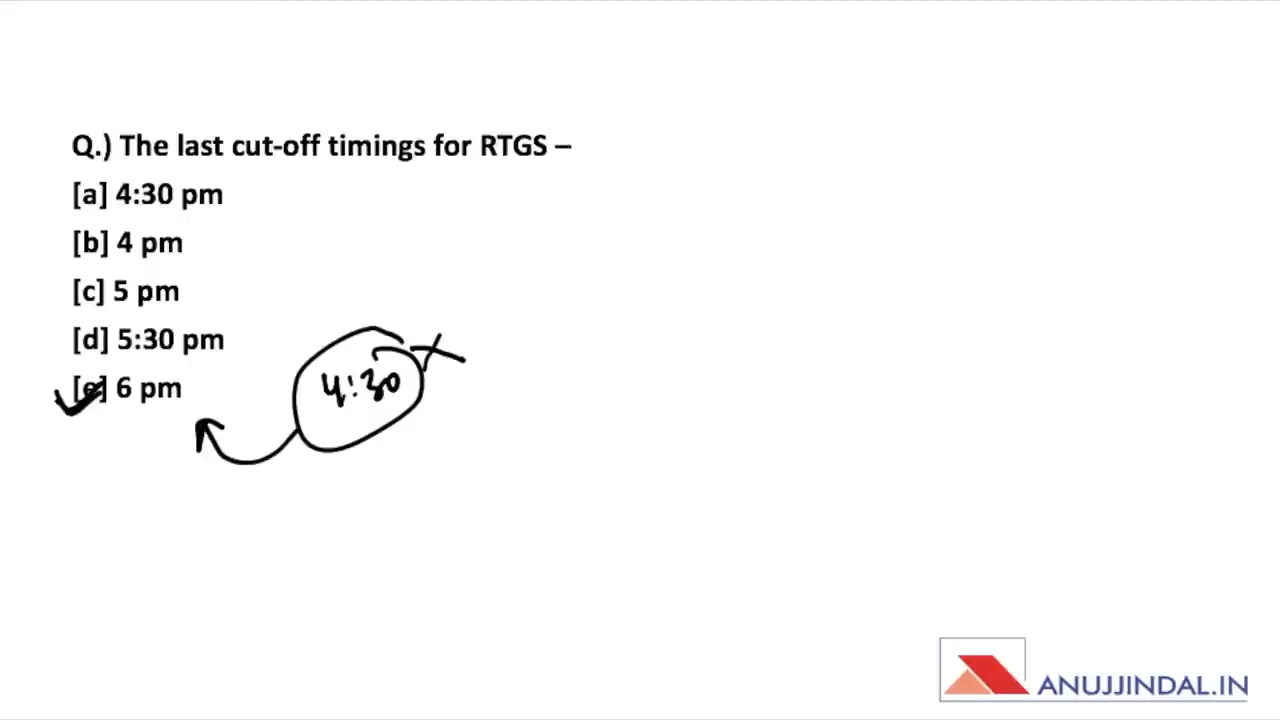 Q.) The last cut-off timings for RTGS –
[a] 4:30 pm
[b] 4 pm
[c] 5 pm
[d] 5:30 pm
[e] 6 pm
4:30
ANUJJINDAL.IN